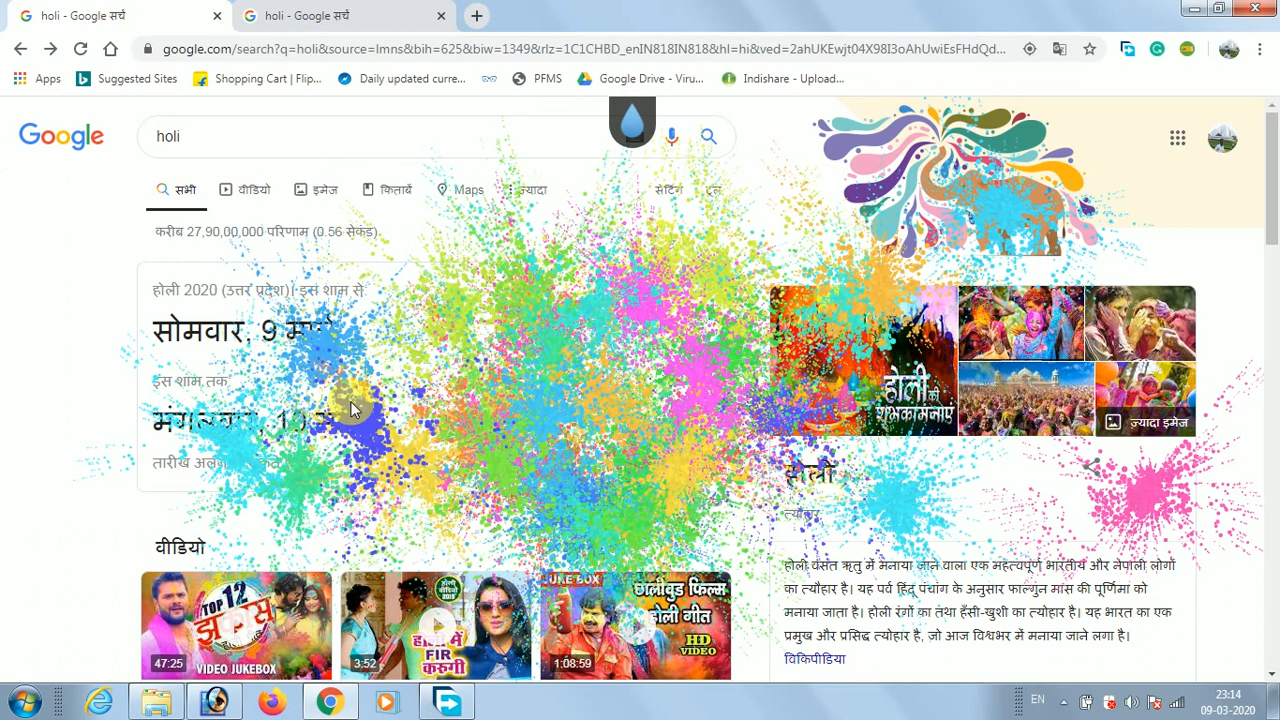 holi - Google सर्च
holi - Google सर्च
google.com/search?q=holi&source=lmns&bih=625&biw=1349&rlz=1C1CHBD_enIN818IN818&hl=hi&ved=2ahUKEwjt04X98I3oAhUwiEsFHdQd...
Apps
Suggested Sites
Shopping Cart | Flip...
Daily updated curre...
PFMS
Google Drive - Viru...
Indishare - Upload...
Google
holi
सभी
वीडियो
इमेज
किताबें
Maps
ज़्यादा
सेटिंग
टूल
करीब 27,90,00,000 परिणाम (0.56 सेकंड)
होली 2020 (उत्तर प्रदेश)। इस शाम से
सोमवार, 9
इस शाम तक
तारीख
होली की
शुभकामनाएं
ज़्यादा इमेज
त्यौहार
वीडियो
होली वसंत ऋतु में मनाया जाने वाला एक महत्वपूर्ण भारतीय और नेपाली लोगों
का त्यौहार है। यह पर्व हिंदू पंचांग के अनुसार फाल्गुन मास की पूर्णिमा को
मनाया जाता है। होली रंगों का तथा हँसी-खुशी का त्योहार है। यह भारत का एक
प्रमुख और प्रसिद्ध त्योहार है, जो आज विश्वभर में मनाया जाने लगा है।
विकिपीडिया
TOP
12
VIDEO JUKEBOX
47:25
होली में
FIR
करूंगी
3:52
JUKE BOX
होली गीत
HD
VIDEO
1:08:59
EN
23:14
09-03-2020